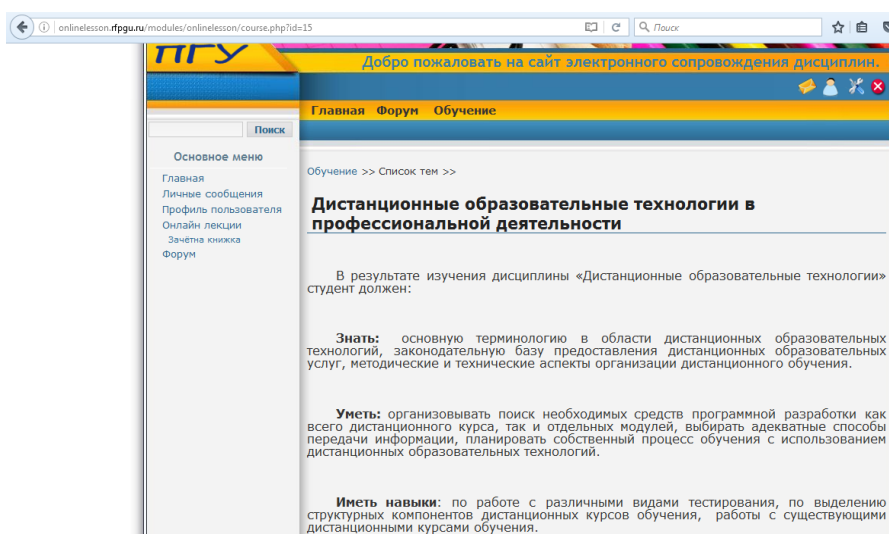 onlinelesson.rfpgu.ru/modules/onlinelesson/course.php?id=15
Поиск
ПГУ
Добро пожаловать на сайт электронного сопровождения дисциплин.
Главная Форум Обучение
Поиск
Основное меню
Главная
Личные сообщения
Профиль пользователя
Онлайн лекции
Зачётна книжка
Форум
Обучение >> Список тем >>
Дистанционные образовательные технологии в
профессиональной деятельности
В результате изучения дисциплины «Дистанционные образовательные технологии»
студент должен:
Знать: основную терминологию в области дистанционных образовательных
технологий, законодательную базу предоставления дистанционных образовательных
услуг, методические и технические аспекты организации дистанционного обучения.
Уметь: организовывать поиск необходимых средств программной разработки как
всего дистанционного курса, так и отдельных модулей, выбирать адекватные способы
передачи информации, планировать собственный процесс обучения с использованием
дистанционных образовательных технологий.
Иметь навыки: по работе с различными видами тестирования, по выделению
структурных компонентов дистанционных курсов обучения, работы с существующими
дистанционными курсами обучения.